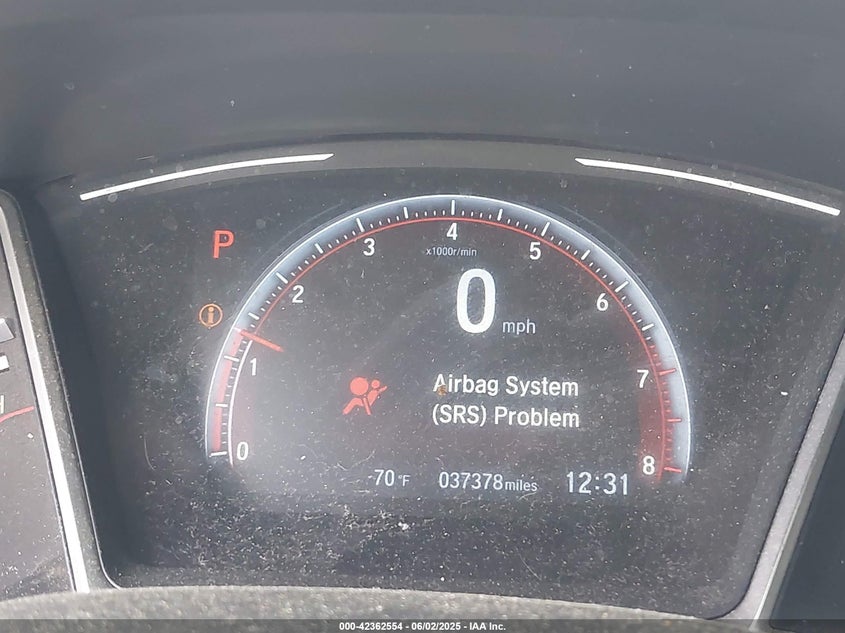 P
x1000r/min
0 1 2 3 4 5 6 7 8
0 mph
Airbag System
(SRS) Problem
-70 °F
037378 miles
12:31
000-42362554 - 06/02/2025 - IAA Inc.